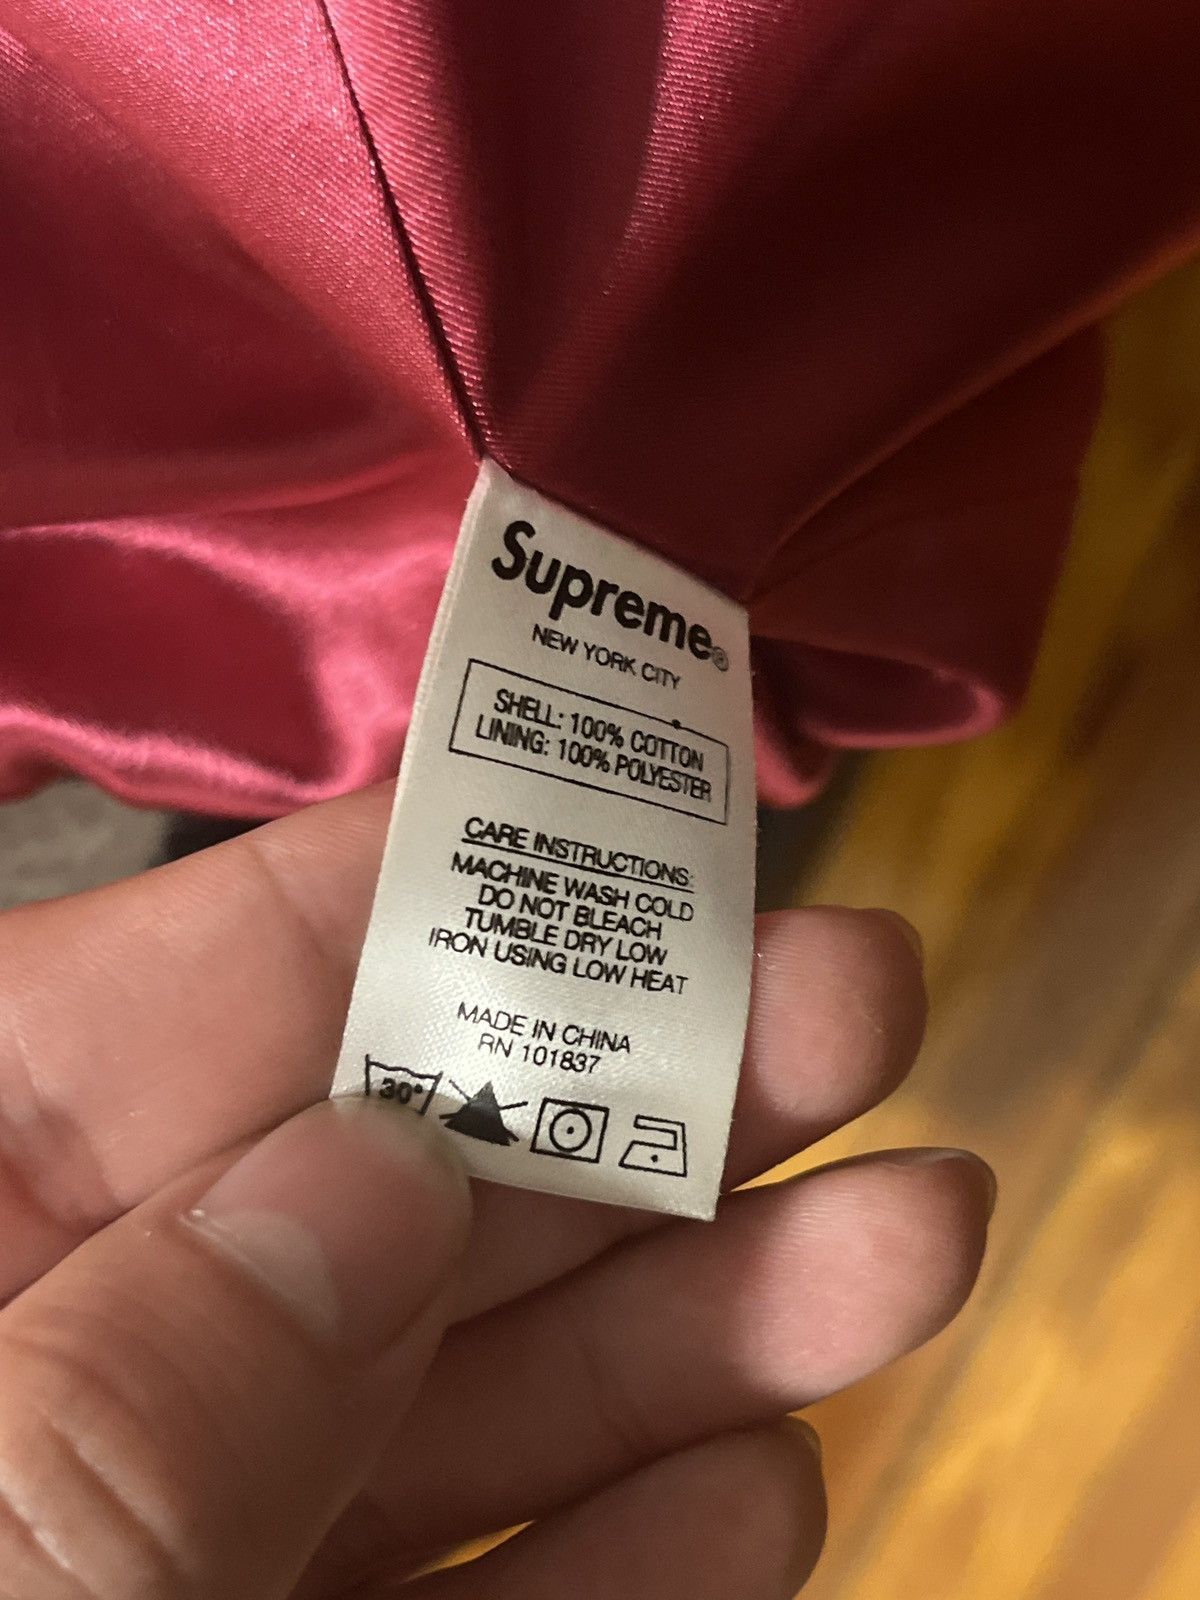 Supreme®
NEW YORK CITY
SHELL: 100% COTTON
LINING: 100% POLYESTER
CARE INSTRUCTIONS:
MACHINE WASH COLD
DO NOT BLEACH
TUMBLE DRY LOW
IRON USING LOW HEAT
MADE IN CHINA
RN 101837
30°